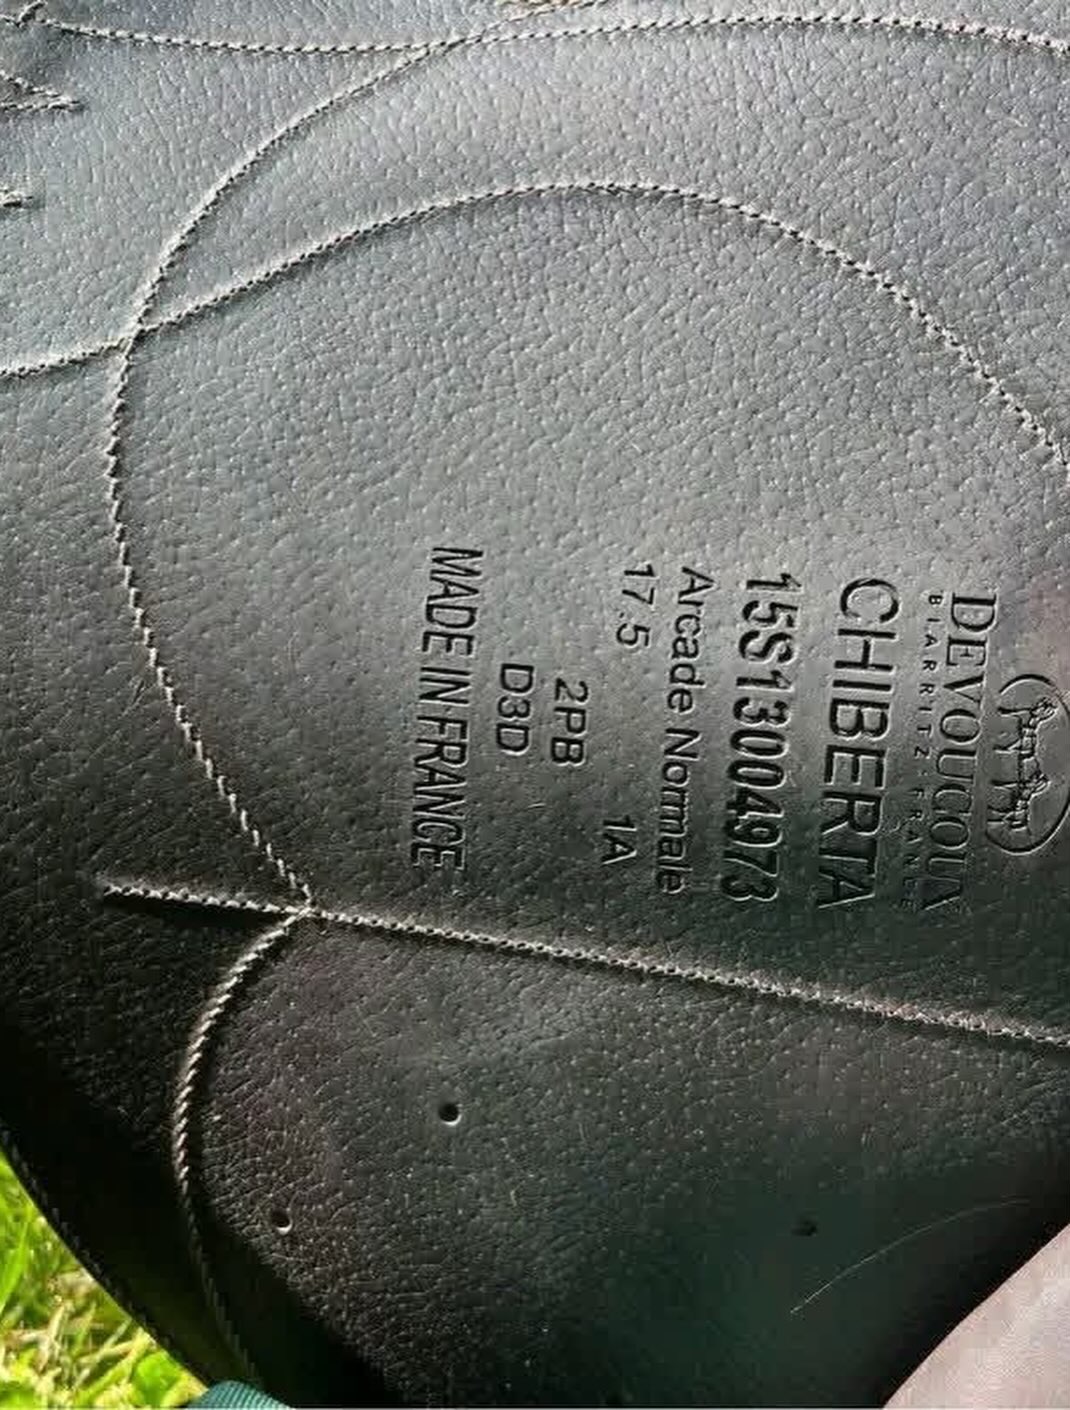 DEVOUCOUX
BIARRITZ-FRANCE
CHIBERTA
15S13004973
Arcade Normale
17.5 1A
2PB
D3D
MADE IN FRANCE